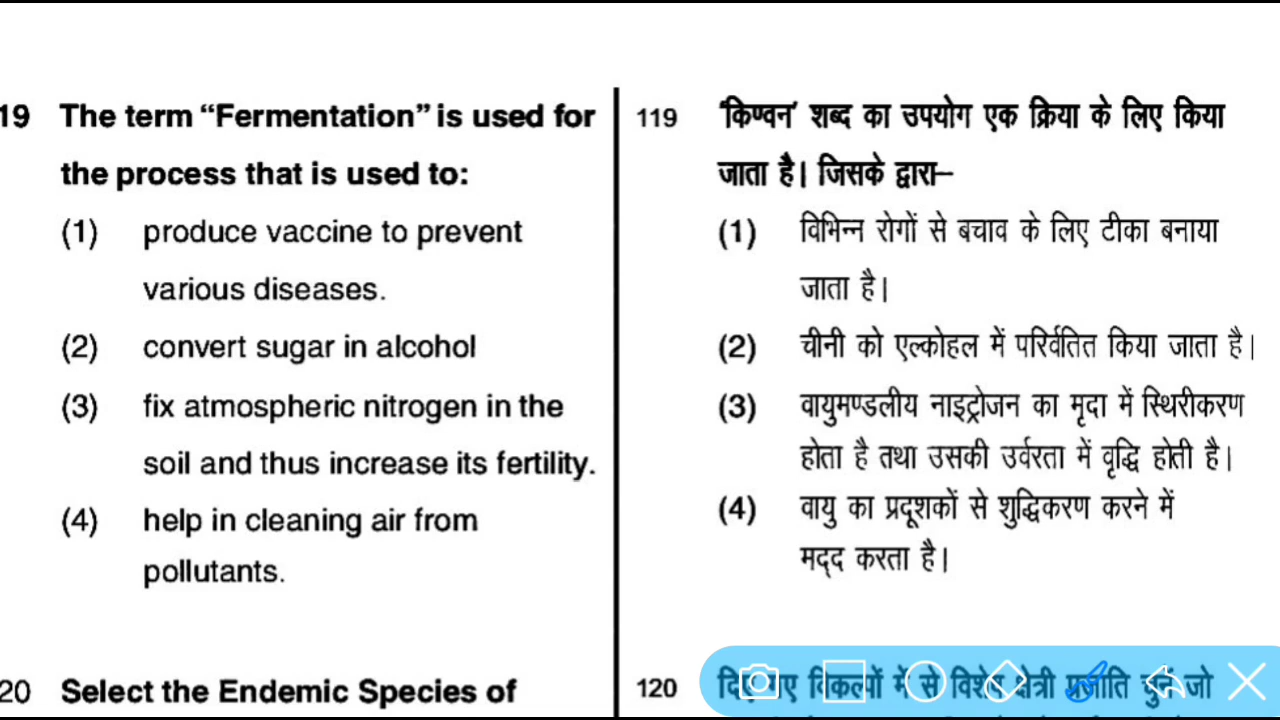 19 The term “Fermentation” is used for
the process that is used to:
(1) produce vaccine to prevent
various diseases.
(2) convert sugar in alcohol
(3) fix atmospheric nitrogen in the
soil and thus increase its fertility.
(4) help in cleaning air from
pollutants.
20 Select the Endemic Species of
119 'किण्वन' शब्द का उपयोग एक क्रिया के लिए किया
जाता है। जिसके द्वारा–
(1) विभिन्न रोगों से बचाव के लिए टीका बनाया
जाता है।
(2) चीनी को एल्कोहल में परिर्वतित किया जाता है।
(3) वायुमण्डलीय नाइट्रोजन का मृदा में स्थिरीकरण
होता है तथा उसकी उर्वरता में वृद्धि होती है।
(4) वायु का प्रदूशकों से शुद्धिकरण करने में
मद्द करता है।
120 विकल्पों में से क्षेत्री प्रजाति जो